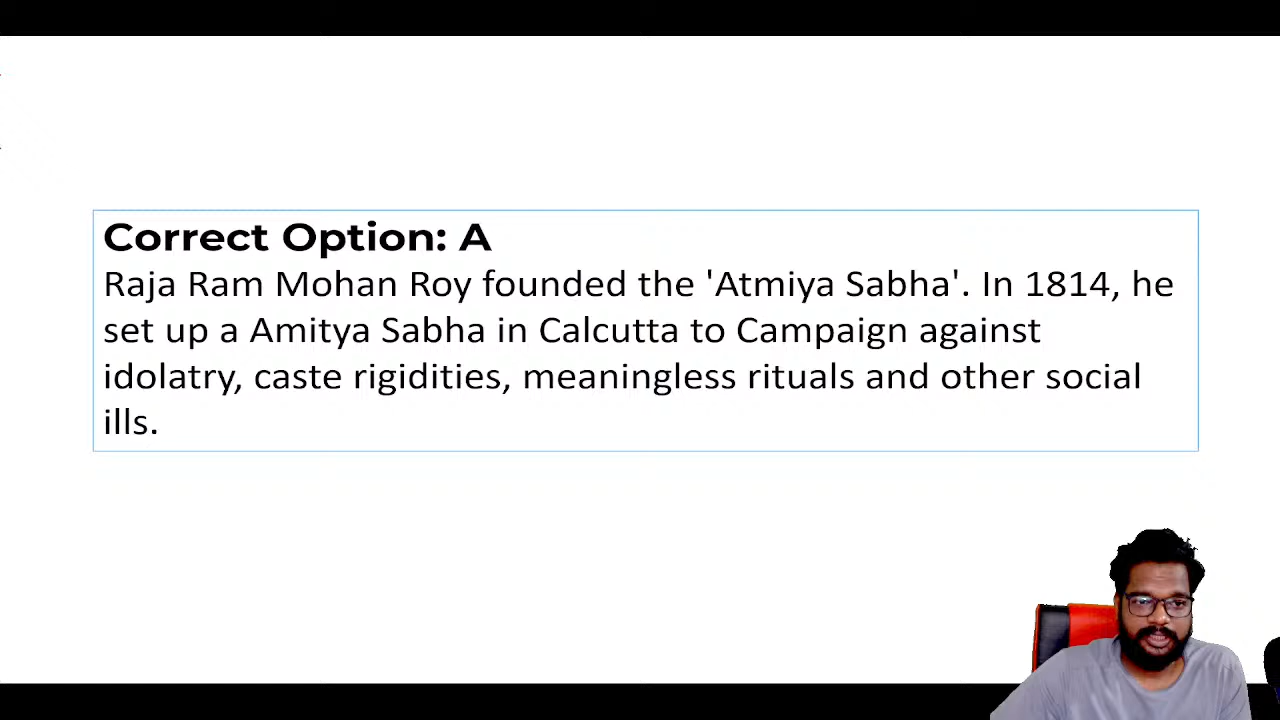 Correct Option: A
Raja Ram Mohan Roy founded the 'Atmiya Sabha'. In 1814, he
set up a Amitya Sabha in Calcutta to Campaign against
idolatry, caste rigidities, meaningless rituals and other social
ills.